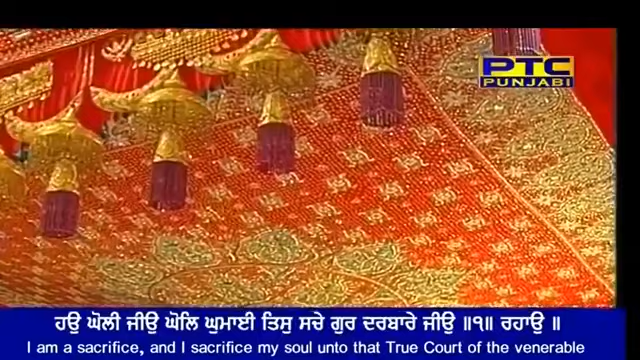 PTC
PUNJABI
ਹਉ ਘੋਲੀ ਜੀਉ ਘੋਲਿ ਘੁਮਾਈ ਤਿਸੁ ਸਚੇ ਗੁਰ ਦਰਬਾਰੇ ਜੀਉ ॥੧॥ ਰਹਾਉ ॥
I am a sacrifice, and I sacrifice my soul unto that True Court of the venerable